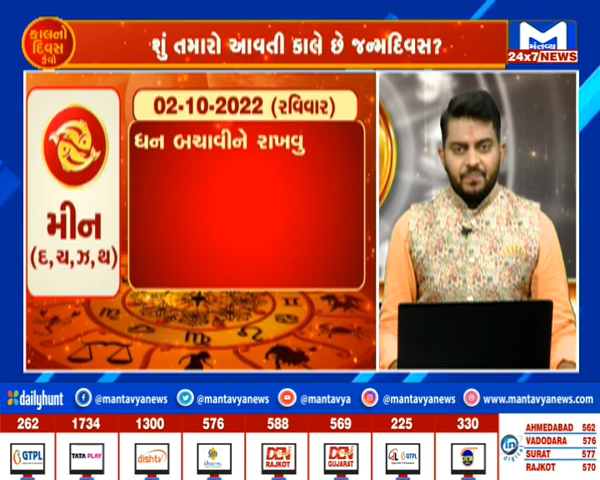 કાલનો
દિવસ
કેવો
શું તમારો આવતી કાલે છે જન્મદિવસ?
મંતવ્ય
24x7NEWS
02-10-2022 (રવિવાર)
ધન બચાવીને રાખવુ
મીન
(દ,ચ,ઝ,થ)
dailyhunt
@mantavyanews
@mantavyanews
@mantavya
@mantavyanews
www.mantavyanews.com
262 1734 1300 576 588 569 225 330
GTPL
TATA PLAY
dishtv
DEN
RAJKOT
DEN
GUJARAT
in
digital
AHMEDABAD 562
VADODARA 576
SURAT 577
RAJKOT 570